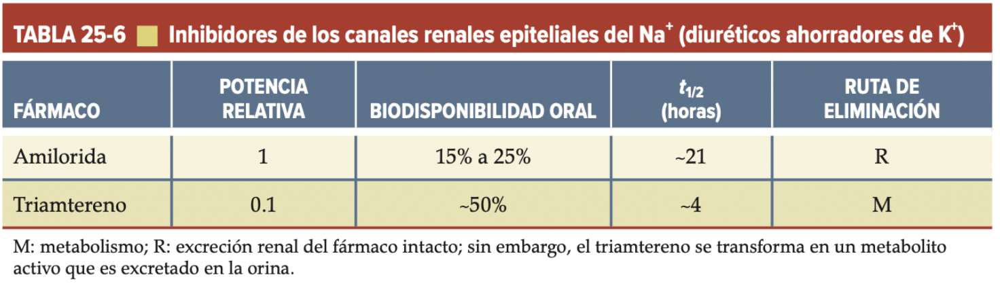 TABLA 25-6 Inhibidores de los canales renales epiteliales del Na+ (diuréticos ahorradores de K+)
FÁRMACO POTENCIA RELATIVA BIODISPONIBILIDAD ORAL t1/2 (horas) RUTA DE ELIMINACIÓN
Amilorida 1 15% a 25% ~21 R
Triamtereno 0.1 ~50% ~4 M
M: metabolismo; R: excreción renal del fármaco intacto; sin embargo, el triamtereno se transforma en un metabolito
activo que es excretado en la orina.